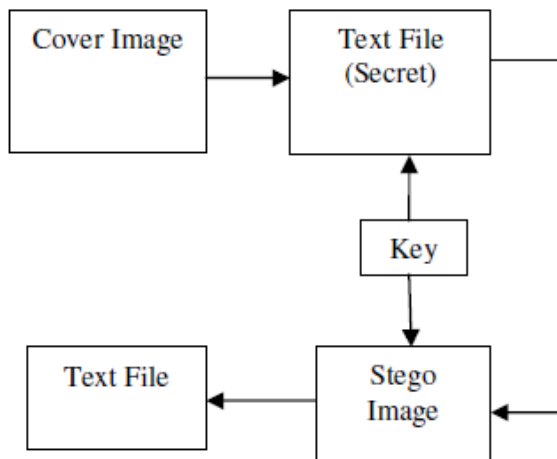 Cover Image
Text File
(Secret)
Key
Text File
Stego
Image